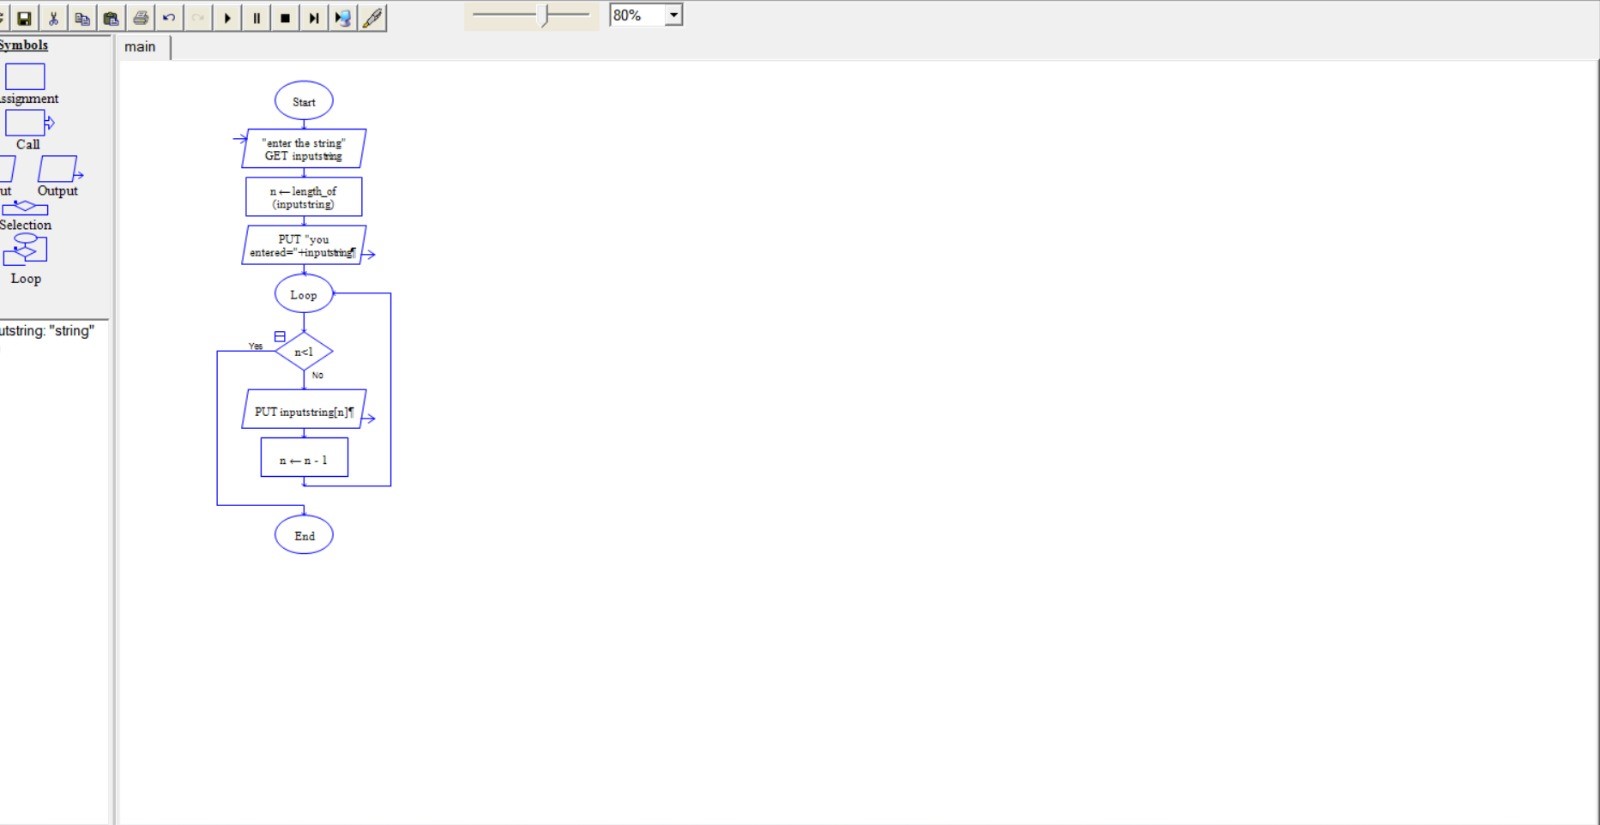 80%
Symbols
main
ssignment
Call
ut Output
Selection
Loop
utstring: "string"
Start
"enter the string"
GET inputstring
n ← length_of
(inputstring)
PUT "you
entered="+inputstring¶
Loop
Yes
n<1
No
PUT inputstring[n]¶
n ← n - 1
End